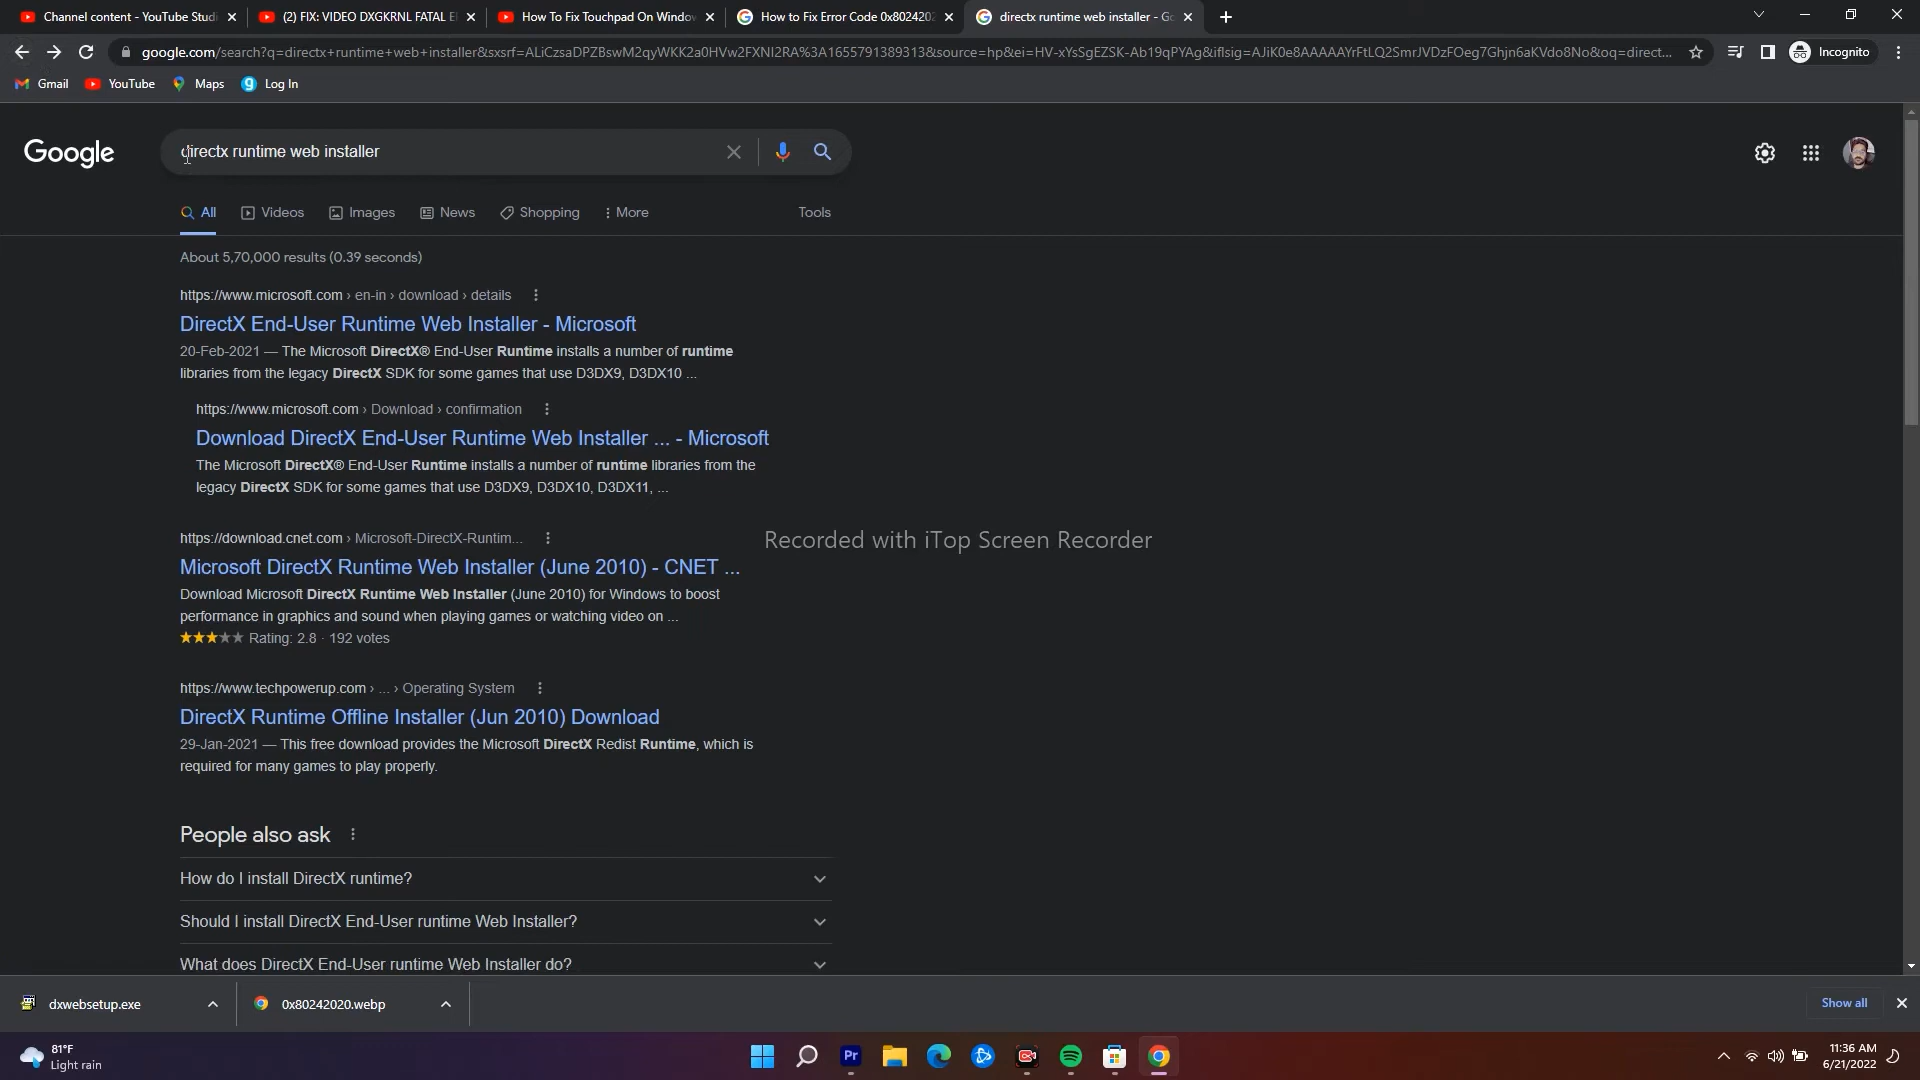 Channel content - YouTube Studi
(2) FIX: VIDEO DXGKRNL FATAL E
How To Fix Touchpad On Window
How to Fix Error Code 0x8024202
directx runtime web installer - Go
google.com/search?q=directx+runtime+web+installer&sxsrf=ALiCzsaDPZBswM2qyWKK2a0HVw2FXNI2RA%3A1655791389313&source=hp&ei=HV-xYsSgEZSK-Ab19qPYAg&iflsig=AJiK0e8AAAAAYrFtLQ2SmrJVDzFOeg7Ghjn6aKVdo8No&oq=direct...
Incognito
Gmail
YouTube
Maps
Log In
Google
directx runtime web installer
All
Videos
Images
News
Shopping
More
Tools
About 5,70,000 results (0.39 seconds)
https://www.microsoft.com › en-in › download › details
DirectX End-User Runtime Web Installer - Microsoft
20-Feb-2021 — The Microsoft DirectX® End-User Runtime installs a number of runtime
libraries from the legacy DirectX SDK for some games that use D3DX9, D3DX10 ...
https://www.microsoft.com › Download › confirmation
Download DirectX End-User Runtime Web Installer ... - Microsoft
The Microsoft DirectX® End-User Runtime installs a number of runtime libraries from the
legacy DirectX SDK for some games that use D3DX9, D3DX10, D3DX11, ...
Recorded with iTop Screen Recorder
https://download.cnet.com › Microsoft-DirectX-Runtim...
Microsoft DirectX Runtime Web Installer (June 2010) - CNET ...
Download Microsoft DirectX Runtime Web Installer (June 2010) for Windows to boost
performance in graphics and sound when playing games or watching video on ...
Rating: 2.8 · 192 votes
https://www.techpowerup.com › ... › Operating System
DirectX Runtime Offline Installer (Jun 2010) Download
29-Jan-2021 — This free download provides the Microsoft DirectX Redist Runtime, which is
required for many games to play properly.
People also ask
How do I install DirectX runtime?
Should I install DirectX End-User runtime Web Installer?
What does DirectX End-User runtime Web Installer do?
dxwebsetup.exe
0x80242020.webp
Show all
81°F
Light rain
Pr
11:36 AM
6/21/2022